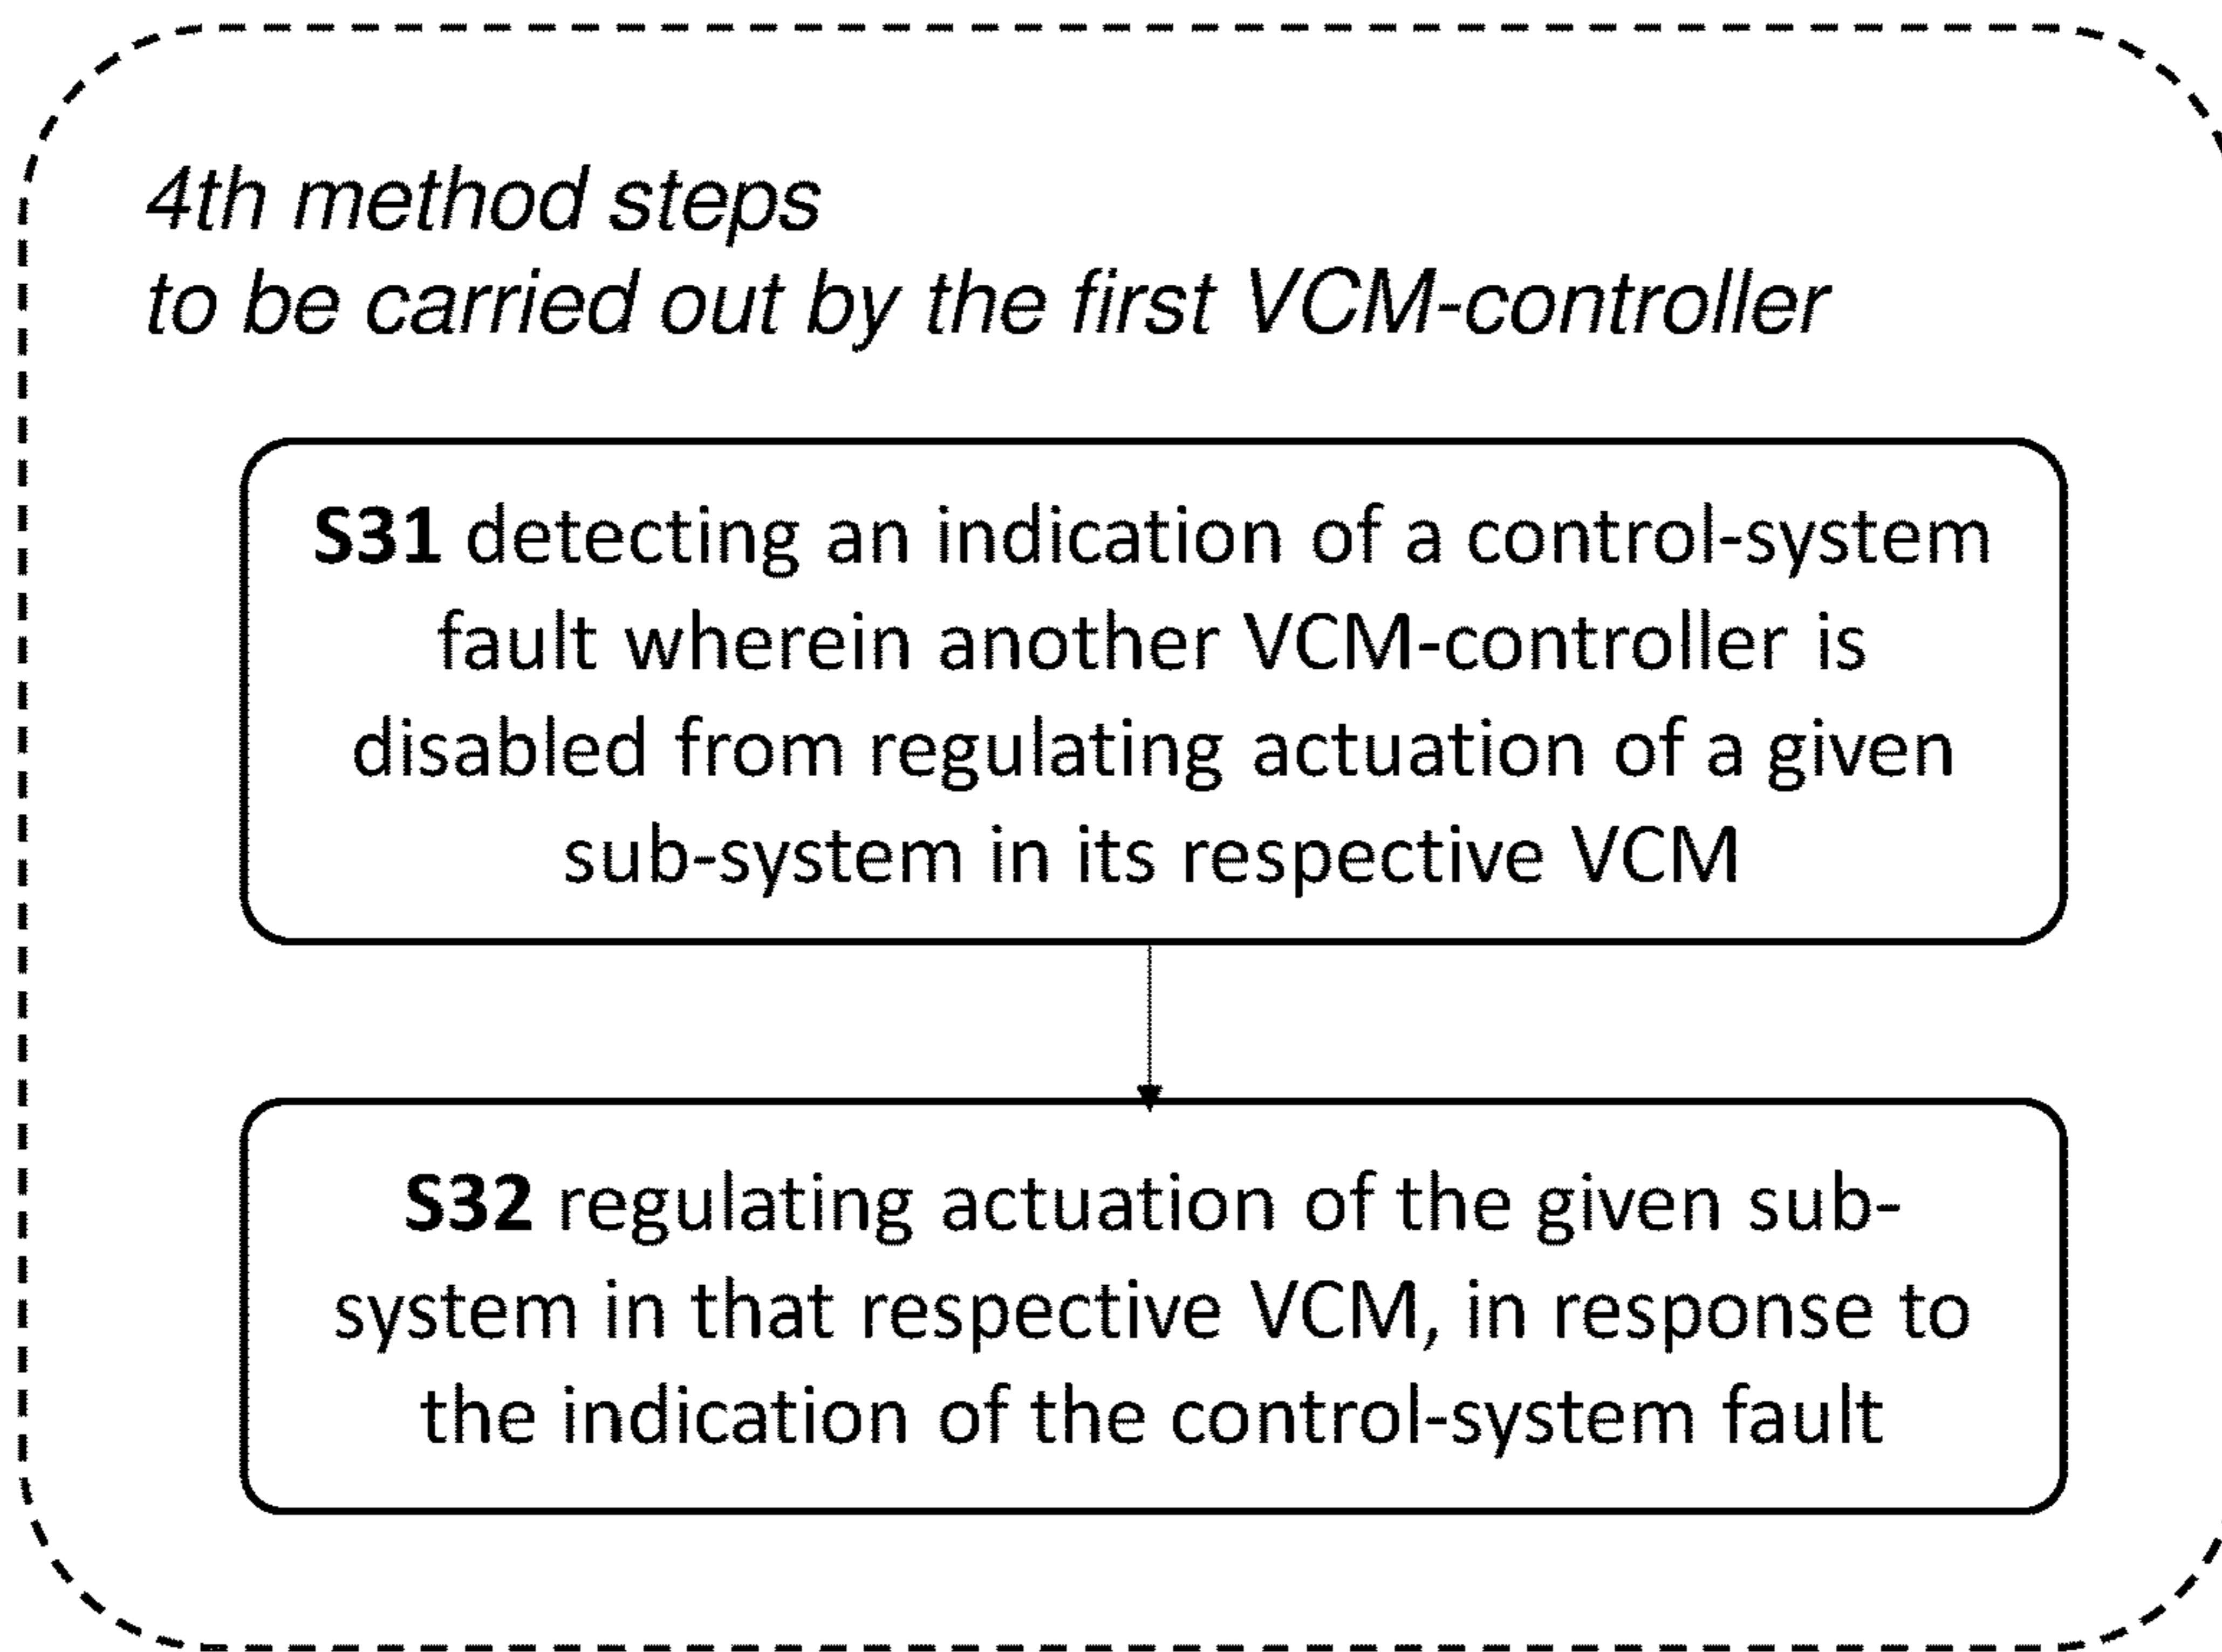 4th method steps
to be carried out by the first VCM-controller
S31 detecting an indication of a control-system
fault wherein another VCM-controller is
disabled from regulating actuation of a given
sub-system in its respective VCM
S32 regulating actuation of the given sub-
system in that respective VCM, in response to
the indication of the control-system fault